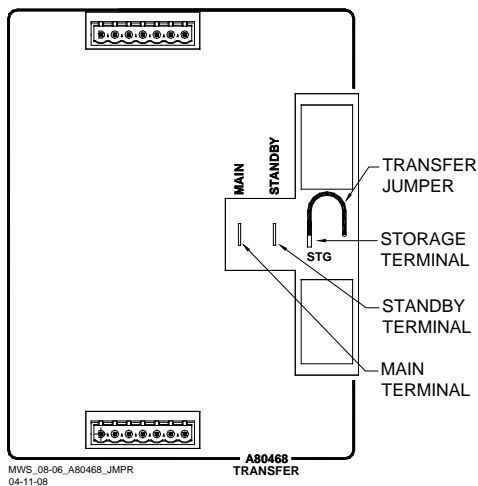 MAIN
STANDBY
TRANSFER
JUMPER
STORAGE
TERMINAL
STG
STANDBY
TERMINAL
MAIN
TERMINAL
A80468
TRANSFER
MWS_08-06_A80468_JMPR
04-11-08